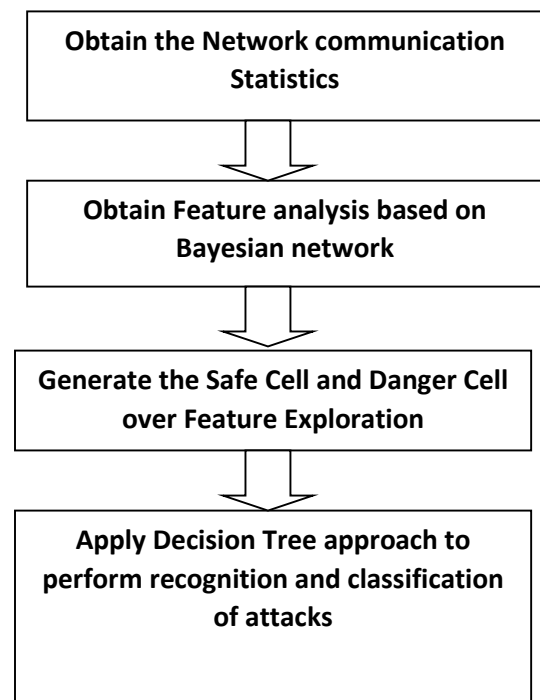 Obtain the Network communication
Statistics
Obtain Feature analysis based on
Bayesian network
Generate the Safe Cell and Danger Cell
over Feature Exploration
Apply Decision Tree approach to
perform recognition and classification
of attacks